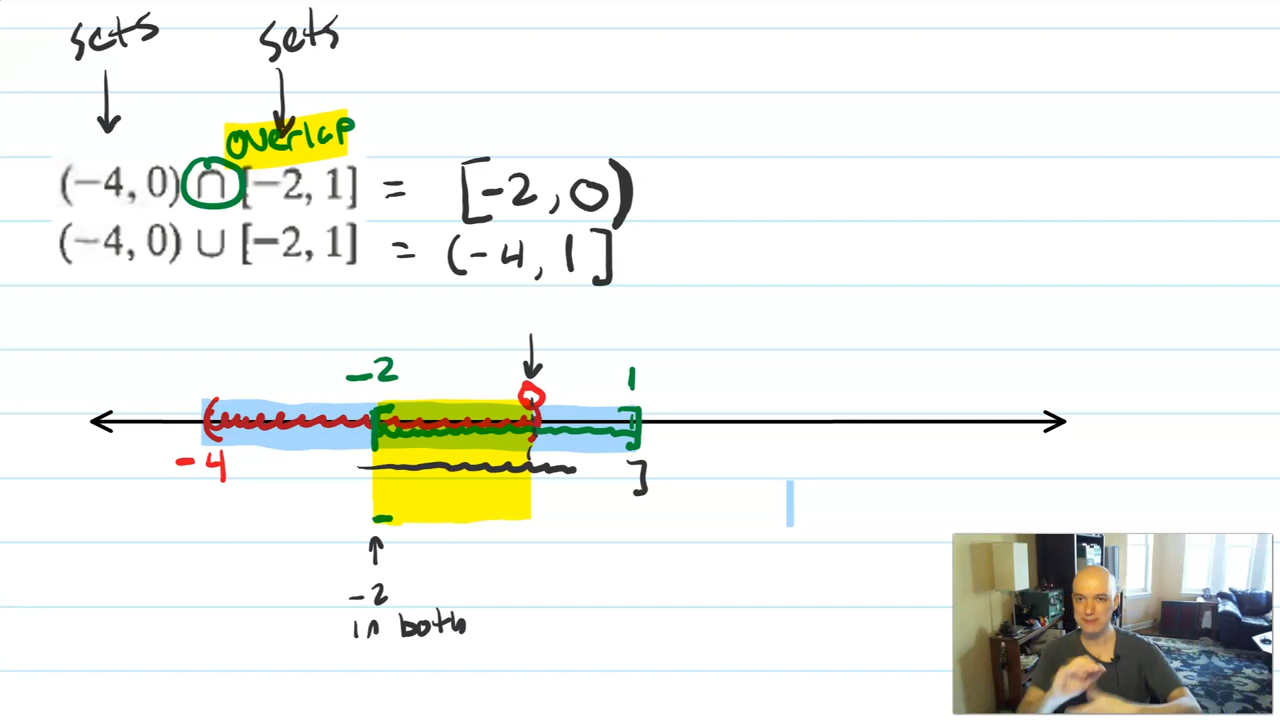 sets sets
overlap
(−4, 0) ∩ [−2, 1] = [-2, 0)
(−4, 0) ∪ [−2, 1] = (-4, 1]
-2 0 1
( [ ) ]
-4 ]
-2
in both